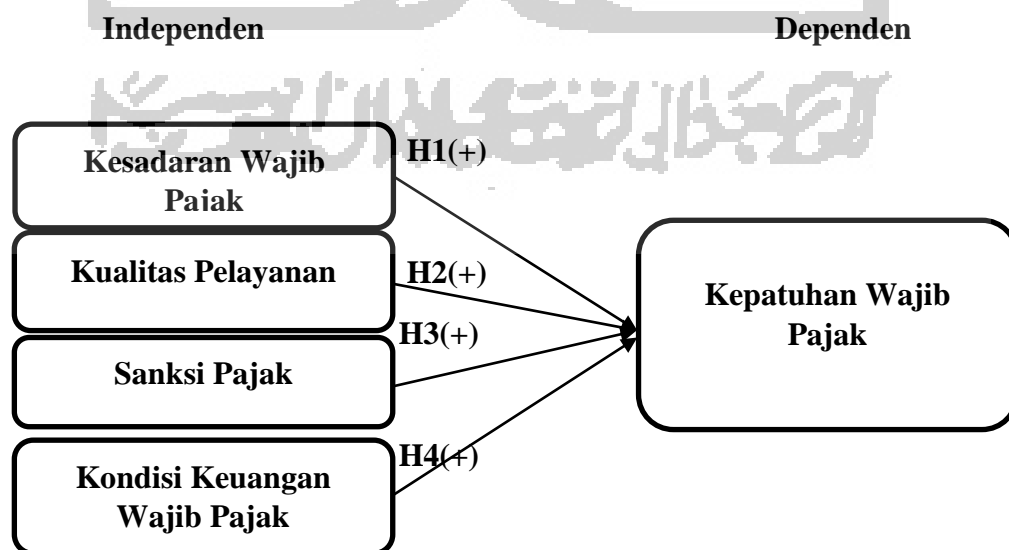 Independen
Dependen
Kesadaran Wajib
Pajak
H1(+)
Kualitas Pelayanan
H2(+)
H3(+)
Sanksi Pajak
H4(+)
Kondisi Keuangan
Wajib Pajak
Kepatuhan Wajib
Pajak